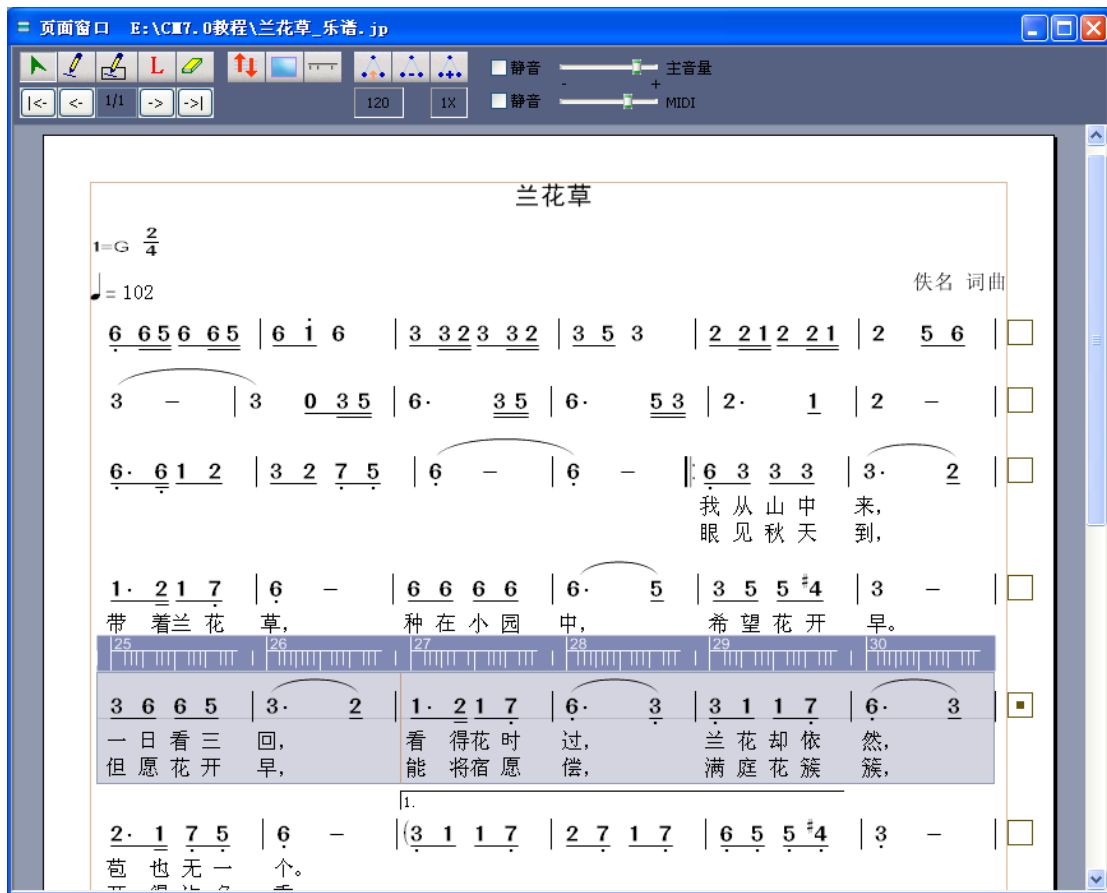 页面窗口 E:\CM7.0教程\兰花草_乐谱.jp
L 静音 - + 主音量
|<- <- 1/1 -> ->| 120 1X 静音 MIDI
兰花草
1=G 2/4
= 102
佚名 词曲
6 6 5 6 6 5 | 6 i 6 | 3 3 2 3 3 2 | 3 5 3 | 2 2 1 2 2 1 | 2 5 6 |
3 – | 3 0 3 5 | 6· 3 5 | 6· 5 3 | 2· 1 | 2 – |
6· 6 1 2 | 3 2 7 5 | 6 – | 6 – |: 6 3 3 3 | 3· 2 |
我 从 山 中 来,
眼 见 秋 天 到,
1· 2 1 7 | 6 – | 6 6 6 6 | 6· 5 | 3 5 5 #4 | 3 – |
带 着兰 花 草, 种 在 小 园 中, 希 望 花 开 早。
25 26 27 28 29 30
3 6 6 5 | 3· 2 | 1· 2 1 7 | 6· 3 | 3 1 1 7 | 6· 3 |
一 日 看 三 回, 看 得花 时 过, 兰 花 却 依 然,
但 愿 花 开 早, 能 将宿 愿 偿, 满 庭 花 簇 簇,
1.
2· 1 7 5 | 6 – | (3 1 1 7 | 2 7 1 7 | 6 5 5 #4 | 3 – |
苞 也 无 一 个。